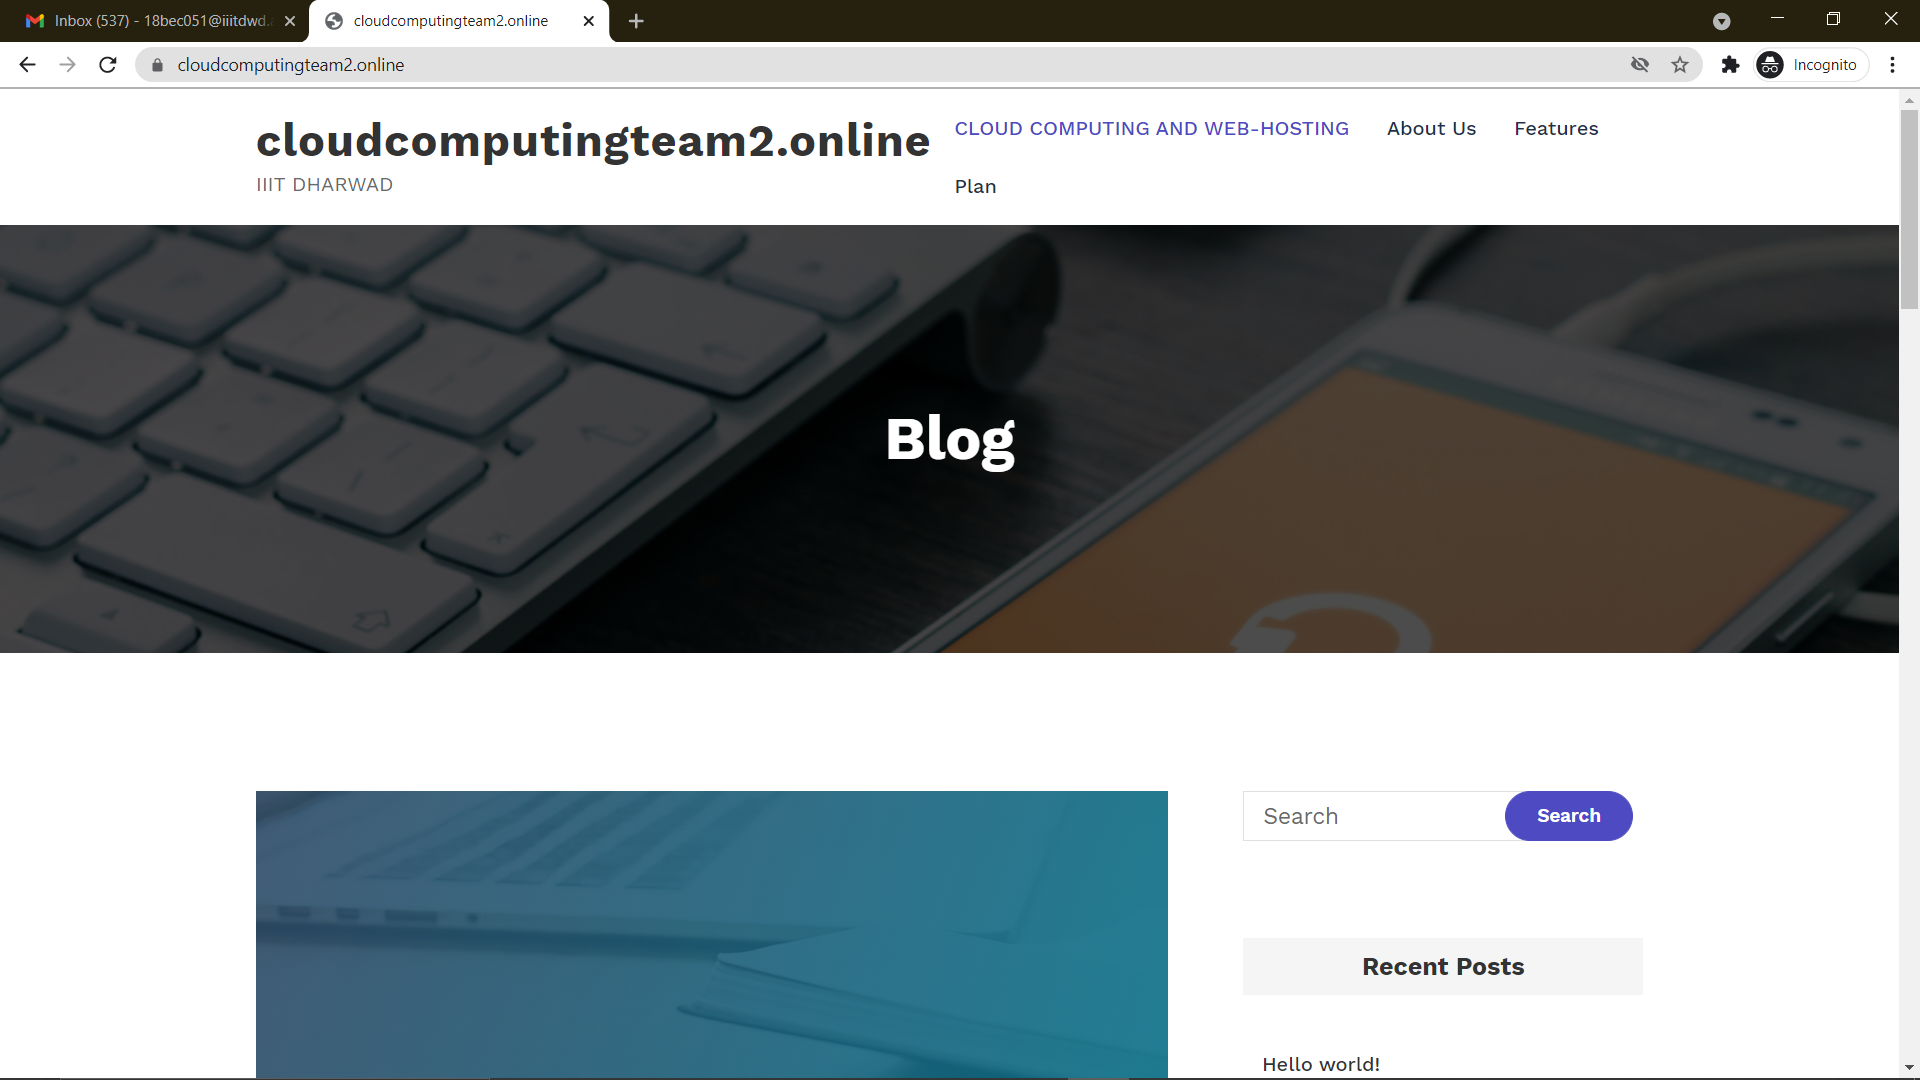 Inbox (537) - 18bec051@iiitdwd.
cloudcomputingteam2.online
cloudcomputingteam2.online
Incognito
cloudcomputingteam2.online
IIIT DHARWAD
CLOUD COMPUTING AND WEB-HOSTING About Us Features
Plan
Blog
Search Search
Recent Posts
Hello world!